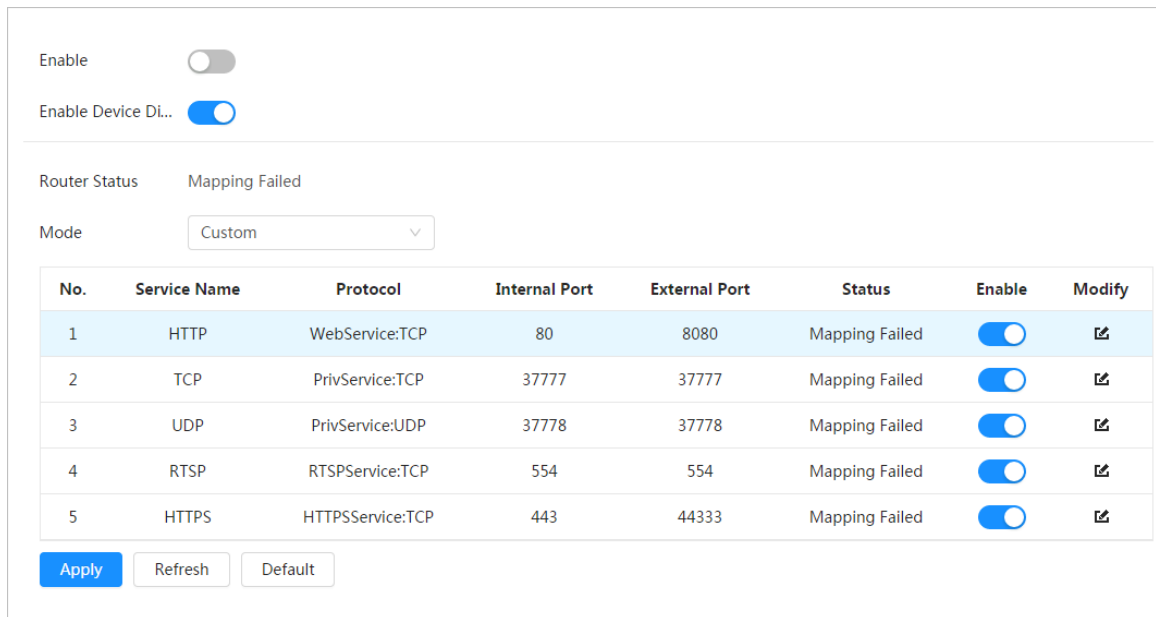 Enable
Enable Device Di...
Router Status Mapping Failed
Mode Custom
No. Service Name Protocol Internal Port External Port Status Enable Modify
1 HTTP WebService:TCP 80 8080 Mapping Failed
2 TCP PrivService:TCP 37777 37777 Mapping Failed
3 UDP PrivService:UDP 37778 37778 Mapping Failed
4 RTSP RTSPService:TCP 554 554 Mapping Failed
5 HTTPS HTTPSService:TCP 443 44333 Mapping Failed
Apply Refresh Default